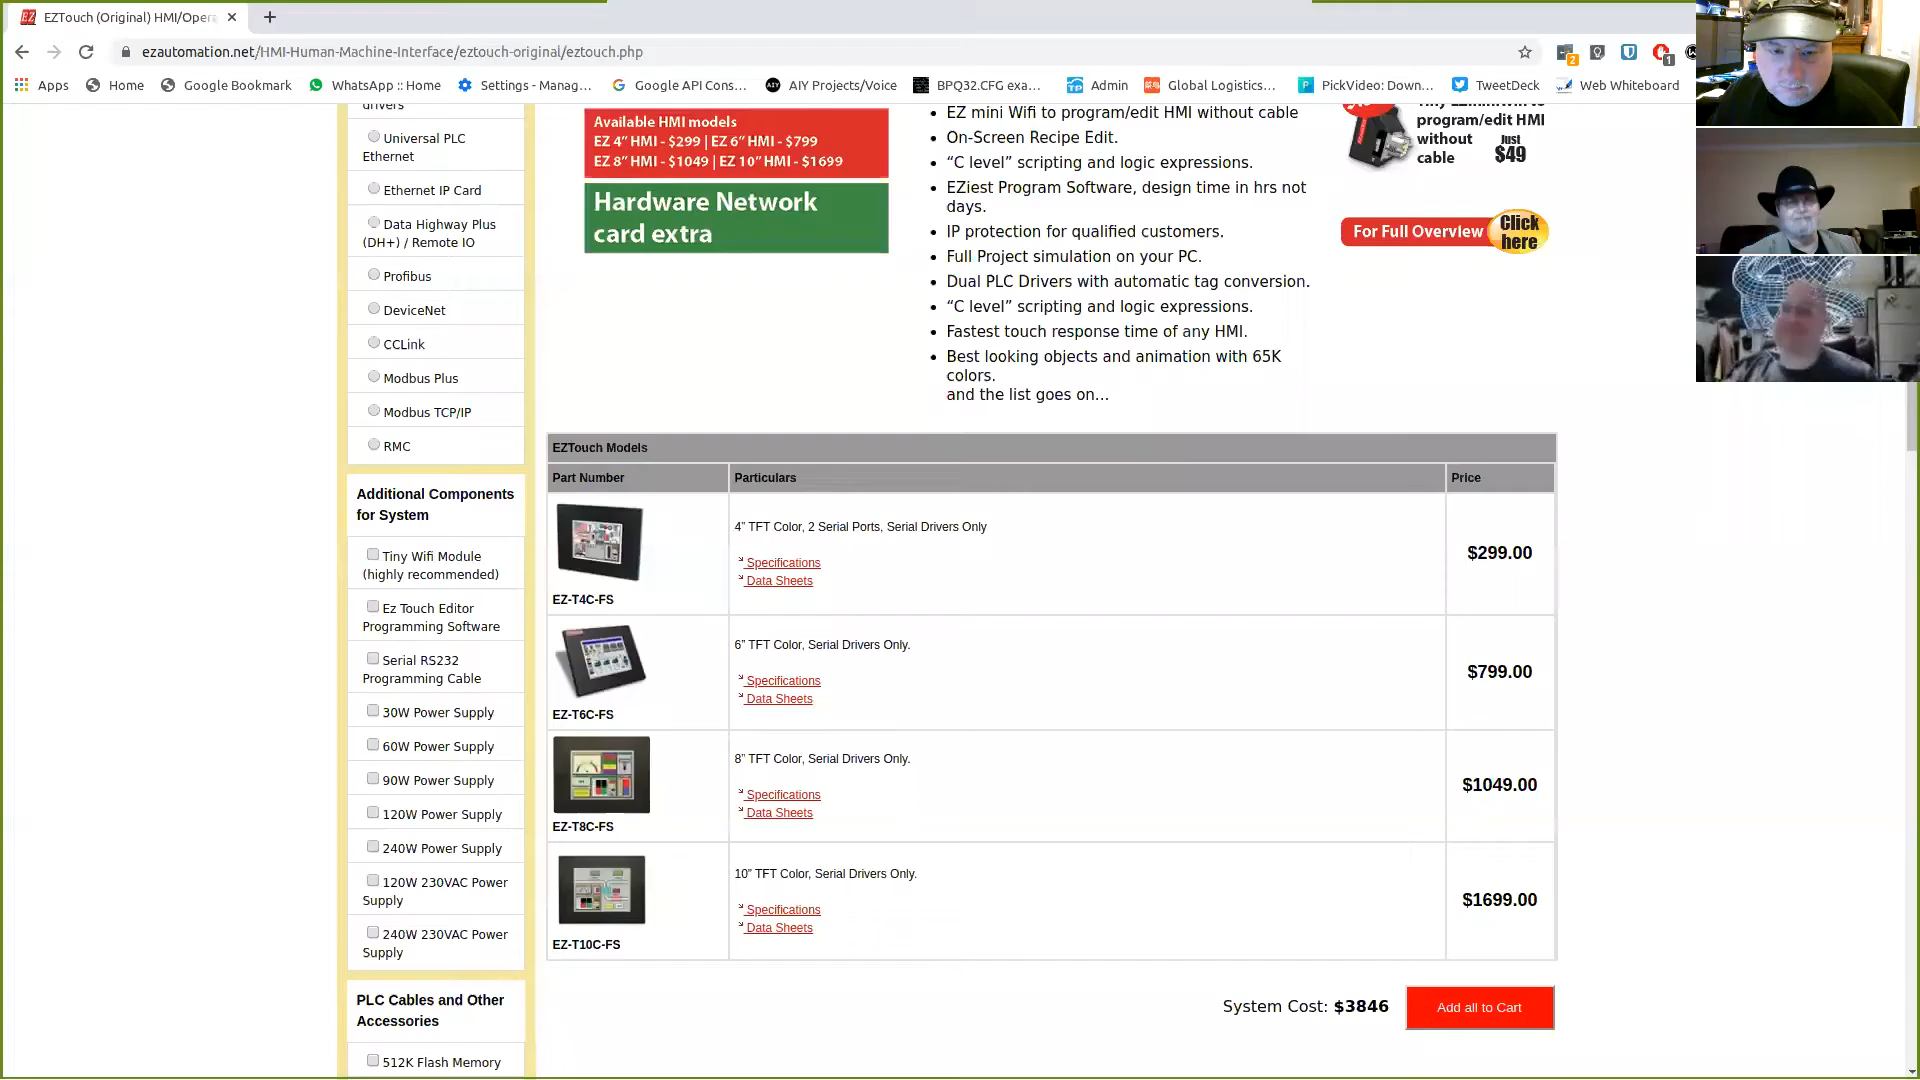 EZTouch (Original) HMI/Opera
ezautomation.net/HMI-Human-Machine-Interface/eztouch-original/eztouch.php
2
1
Apps
Home
Google Bookmark
WhatsApp :: Home
Settings - Manag...
Google API Cons...
AIY Projects/Voice
BPQ32.CFG exa...
Admin
Global Logistics...
PickVideo: Down...
TweetDeck
Web Whiteboard
drivers
Universal PLC
Ethernet
Ethernet IP Card
Data Highway Plus
(DH+) / Remote IO
Profibus
DeviceNet
CCLink
Modbus Plus
Modbus TCP/IP
RMC
Additional Components
for System
Tiny Wifi Module
(highly recommended)
Ez Touch Editor
Programming Software
Serial RS232
Programming Cable
30W Power Supply
60W Power Supply
90W Power Supply
120W Power Supply
240W Power Supply
120W 230VAC Power
Supply
240W 230VAC Power
Supply
PLC Cables and Other
Accessories
512K Flash Memory
Available HMI models
EZ 4” HMI - $299 | EZ 6” HMI - $799
EZ 8” HMI - $1049 | EZ 10” HMI - $1699
Hardware Network
card extra
EZ mini Wifi to program/edit HMI without cable
On-Screen Recipe Edit.
“C level” scripting and logic expressions.
EZiest Program Software, design time in hrs not
days.
IP protection for qualified customers.
Full Project simulation on your PC.
Dual PLC Drivers with automatic tag conversion.
“C level” scripting and logic expressions.
Fastest touch response time of any HMI.
Best looking objects and animation with 65K
colors.
and the list goes on...
program/edit HMI
without Just
cable $49
For Full Overview Click
here
EZTouch Models
Part Number Particulars Price
4” TFT Color, 2 Serial Ports, Serial Drivers Only
Specifications
Data Sheets
$299.00
EZ-T4C-FS
6” TFT Color, Serial Drivers Only.
Specifications
Data Sheets
$799.00
EZ-T6C-FS
8” TFT Color, Serial Drivers Only.
Specifications
Data Sheets
$1049.00
EZ-T8C-FS
10” TFT Color, Serial Drivers Only.
Specifications
Data Sheets
$1699.00
EZ-T10C-FS
System Cost: $3846
Add all to Cart